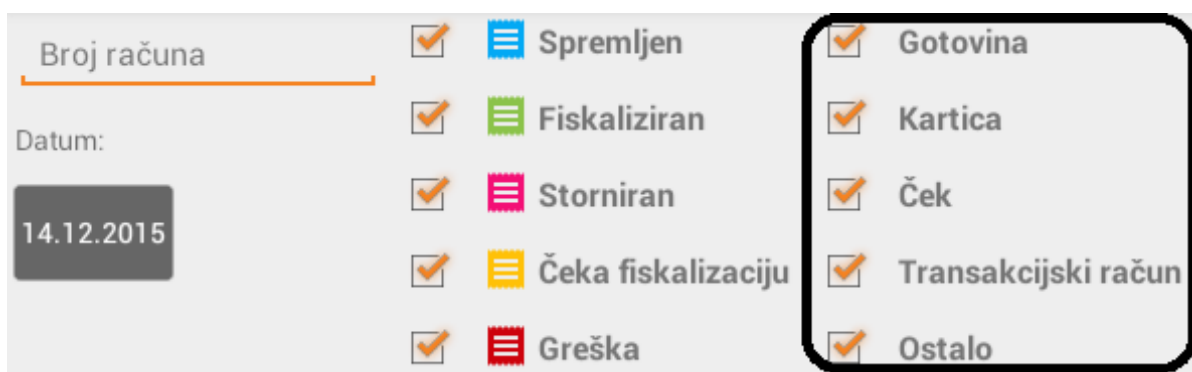 Broj računa
Datum:
14.12.2015
Spremljen
Fiskaliziran
Storniran
Čeka fiskalizaciju
Greška
Gotovina
Kartica
Ček
Transakcijski račun
Ostalo